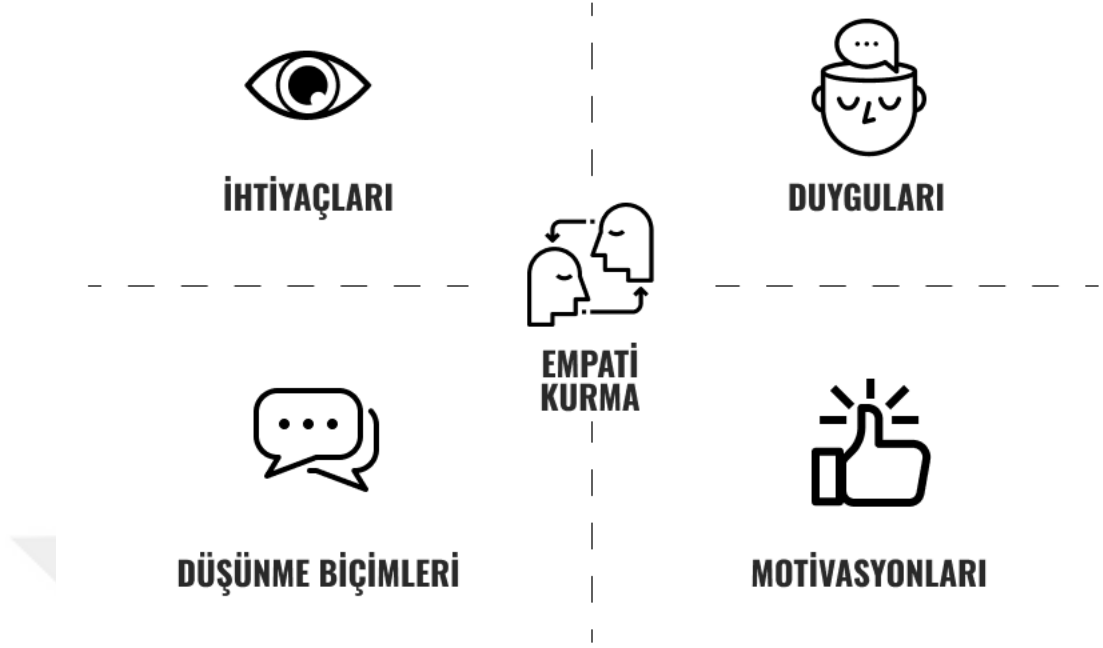 İHTİYAÇLARI
DUYGULARI
EMPATİ
KURMA
DÜŞÜNME BİÇİMLERİ
MOTİVASYONLARI